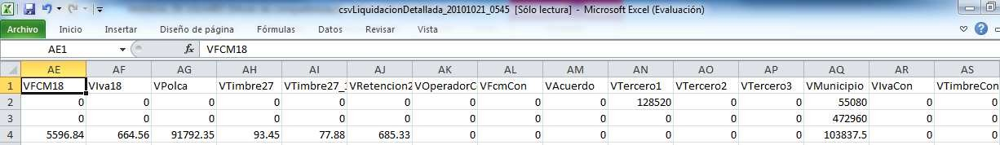 csvLiquidacionDetallada_20101021_0545 [Sólo lectura] - Microsoft Excel (Evaluación)
Archivo Inicio Insertar Diseño de página Fórmulas Datos Revisar Vista
AE1 fx VFCM18
AE AF AG AH AI AJ AK AL AM AN AO AP AQ AR AS
1 VFCM18 VIva18 VPolca VTimbre27 VTimbre27_1 VRetencion2 VOperadorC VFcmCon VAcuerdo VTercero1 VTercero2 VTercero3 VMunicipio VIvaCon VTimbreCon
2 0 0 0 0 0 0 0 0 0 128520 0 0 55080 0 0
3 0 0 0 0 0 0 0 0 0 0 0 0 472960 0 0
4 5596.84 664.56 91792.35 93.45 77.88 685.33 0 0 0 0 0 0 103837.5 0 0